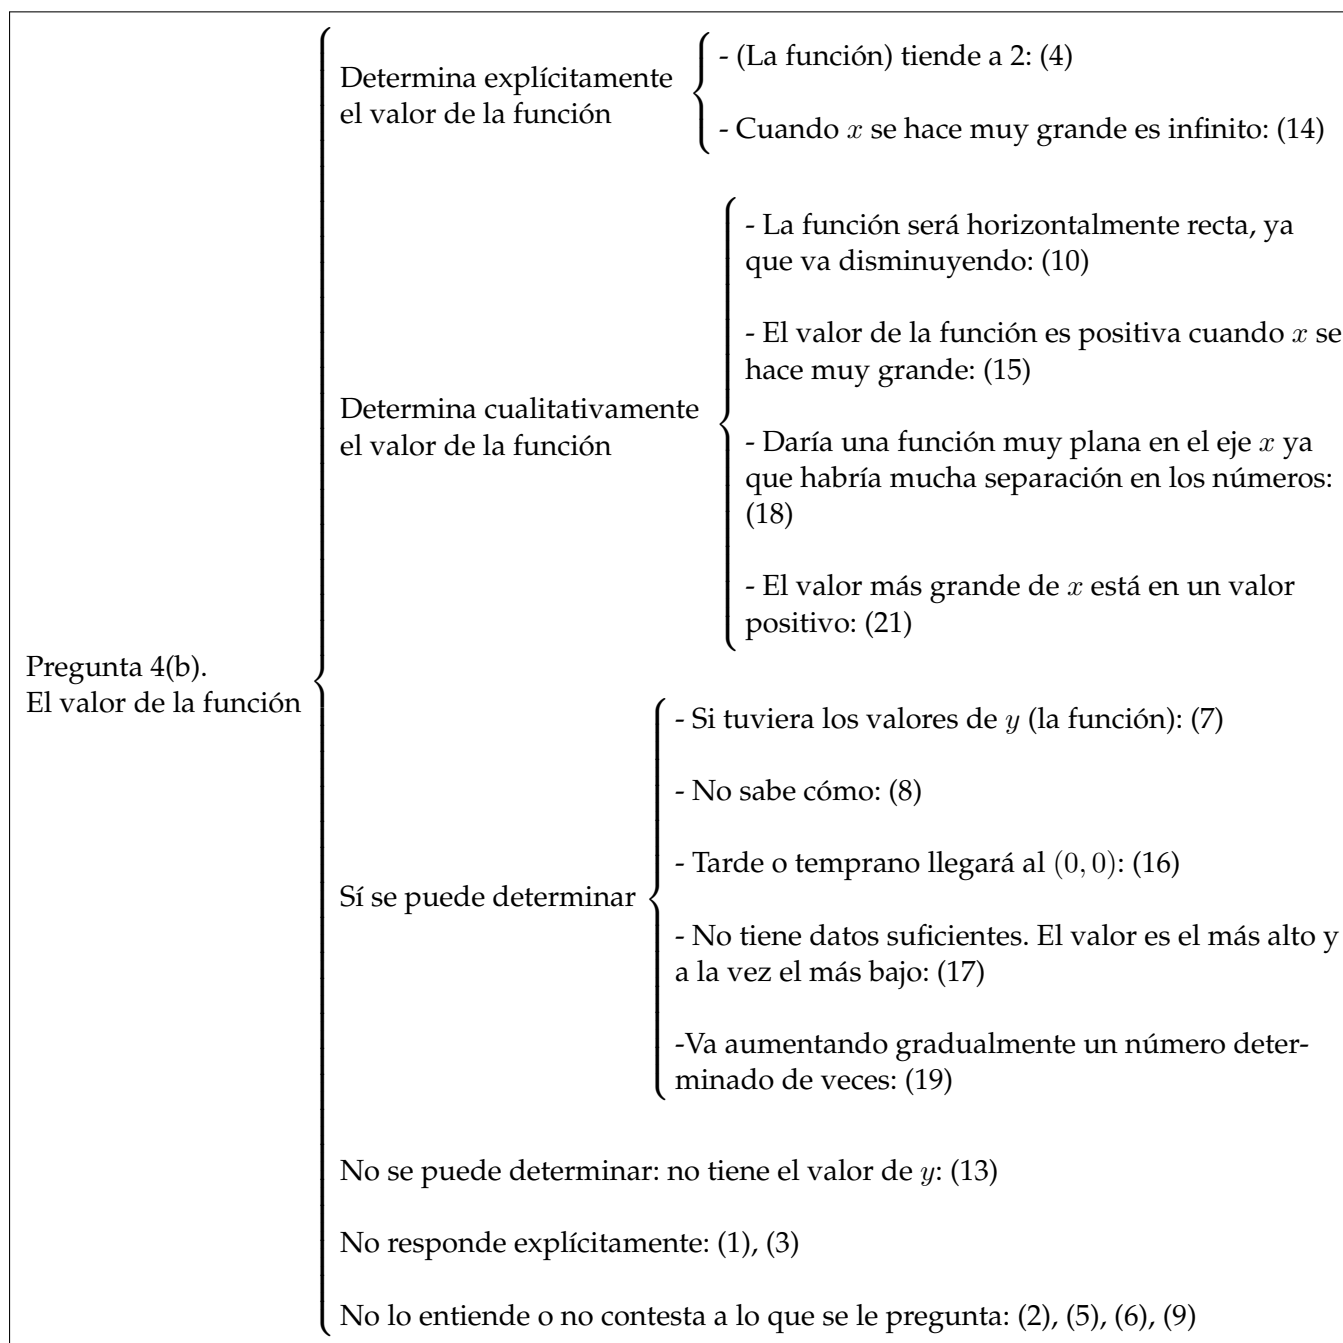 Determina explícitamente
el valor de la función
- (La función) tiende a 2: (4)
- Cuando x se hace muy grande es infinito: (14)
Determina cualitativamente
el valor de la función
- La función será horizontalmente recta, ya
que va disminuyendo: (10)
- El valor de la función es positiva cuando x se
hace muy grande: (15)
- Daría una función muy plana en el eje x ya
que habría mucha separación en los números:
(18)
- El valor más grande de x está en un valor
positivo: (21)
Pregunta 4(b).
El valor de la función
Sí se puede determinar
- Si tuviera los valores de y (la función): (7)
- No sabe cómo: (8)
- Tarde o temprano llegará al (0, 0): (16)
- No tiene datos suficientes. El valor es el más alto y
a la vez el más bajo: (17)
-Va aumentando gradualmente un número deter-
minado de veces: (19)
No se puede determinar: no tiene el valor de y: (13)
No responde explícitamente: (1), (3)
No lo entiende o no contesta a lo que se le pregunta: (2), (5), (6), (9)